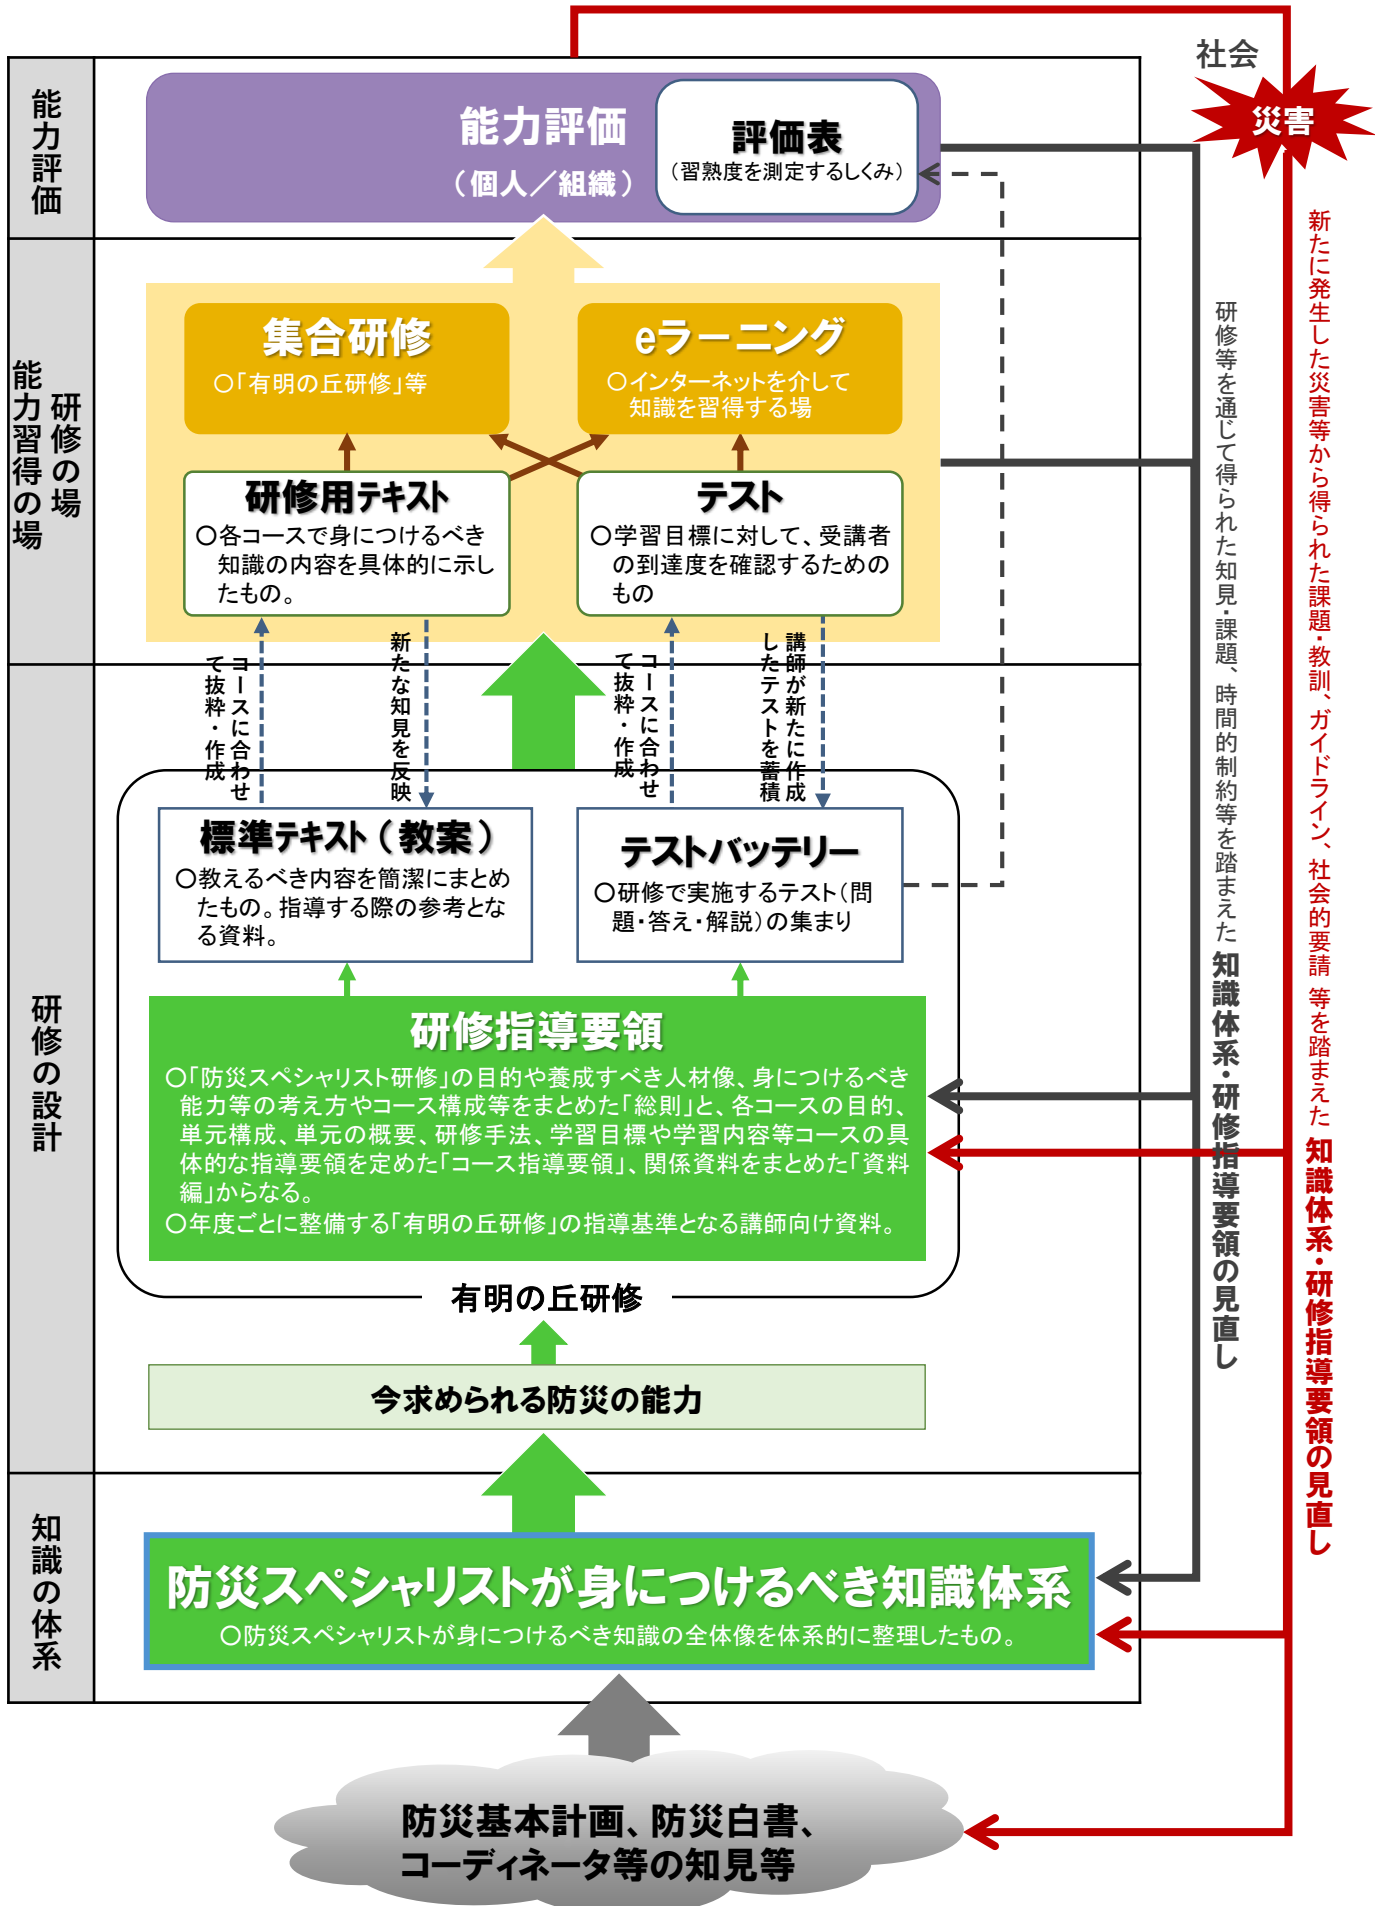 社会
災害
能力評価
能力評価
（個人／組織）
評価表
（習熟度を測定するしくみ）
研修の場
能力習得の場
集合研修
○「有明の丘研修」等
eラーニング
○インターネットを介して
知識を習得する場
研修用テキスト
○各コースで身につけるべき
知識の内容を具体的に示し
たもの。
テスト
○学習目標に対して、受講者
の到達度を確認するための
もの
コースに合わせ
て抜粋・作成
新たな知見を反映
コースに合わせ
て抜粋・作成
講師が新たに作成
したテストを蓄積
研修の設計
標準テキスト（教案）
○教えるべき内容を簡潔にまとめ
たもの。指導する際の参考とな
る資料。
テストバッテリー
○研修で実施するテスト（問
題・答え・解説）の集まり
研修指導要領
○「防災スペシャリスト研修」の目的や養成すべき人材像、身につけるべき
能力等の考え方やコース構成等をまとめた「総則」と、各コースの目的、
単元構成、単元の概要、研修手法、学習目標や学習内容等コースの具
体的な指導要領を定めた「コース指導要領」、関係資料をまとめた「資料
編」からなる。
○年度ごとに整備する「有明の丘研修」の指導基準となる講師向け資料。
有明の丘研修
今求められる防災の能力
知識の体系
防災スペシャリストが身につけるべき知識体系
○防災スペシャリストが身につけるべき知識の全体像を体系的に整理したもの。
防災基本計画、防災白書、
コーディネータ等の知見等
研修等を通じて得られた知見・課題、時間的制約等を踏まえた 知識体系・研修指導要領の見直し
新たに発生した災害等から得られた課題・教訓、ガイドライン、社会的要請 等を踏まえた 知識体系・研修指導要領の見直し